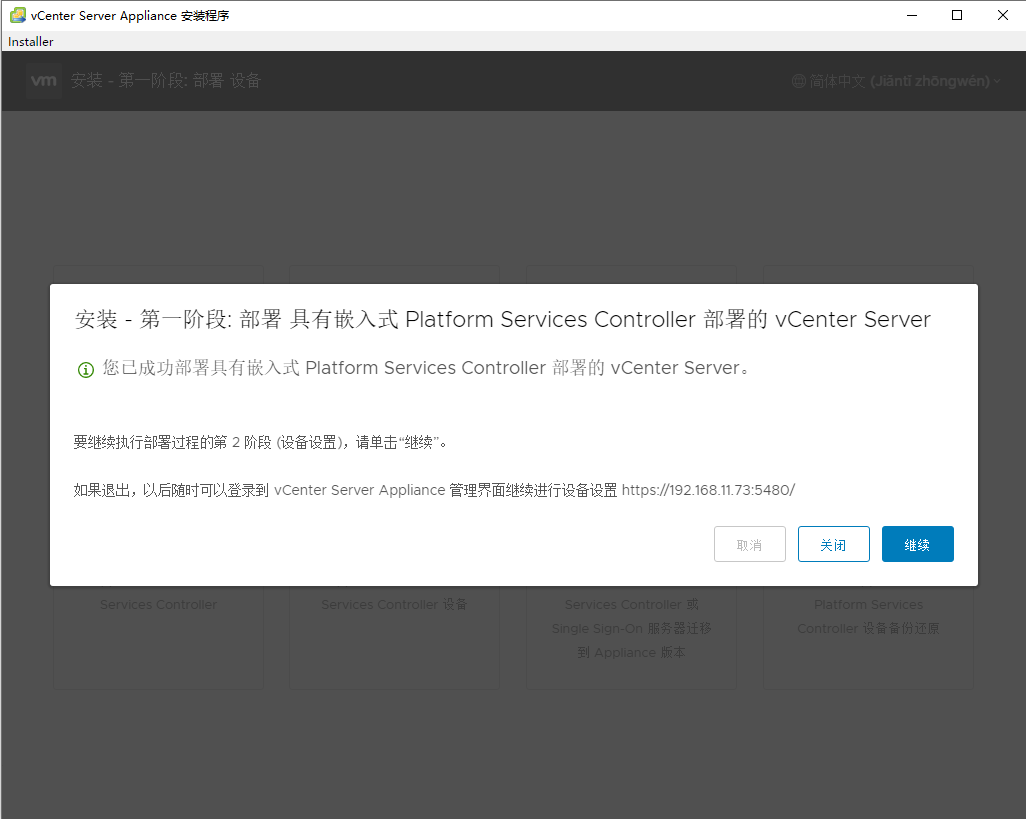 vCenter Server Appliance 安装程序
Installer
vm 安装 - 第一阶段: 部署 设备
简体中文 (Jiǎntǐ zhōngwén)
安装 - 第一阶段: 部署 具有嵌入式 Platform Services Controller 部署的 vCenter Server
您已成功部署具有嵌入式 Platform Services Controller 部署的 vCenter Server。
要继续执行部署过程的第 2 阶段 (设备设置)，请单击“继续”。
如果退出，以后随时可以登录到 vCenter Server Appliance 管理界面继续进行设备设置 https://192.168.11.73:5480/
取消
关闭
继续
Services Controller
Services Controller 设备
Services Controller 或
Single Sign-On 服务器迁移
到 Appliance 版本
Platform Services
Controller 设备备份还原